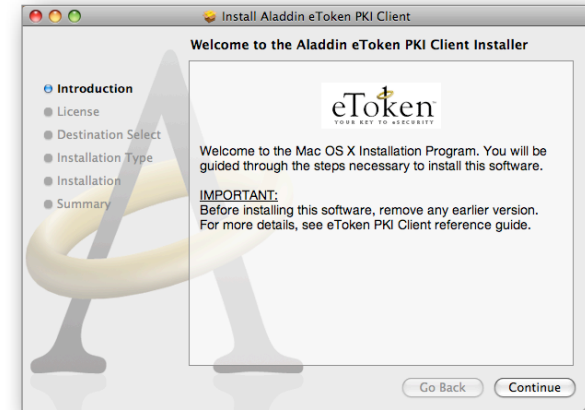 Install Aladdin eToken PKI Client
Welcome to the Aladdin eToken PKI Client Installer
Introduction
License
Destination Select
Installation Type
Installation
Summary
eToken
YOUR KEY TO eSECURITY
Welcome to the Mac OS X Installation Program. You will be
guided through the steps necessary to install this software.
IMPORTANT:
Before installing this software, remove any earlier version.
For more details, see eToken PKI Client reference guide.
Go Back
Continue